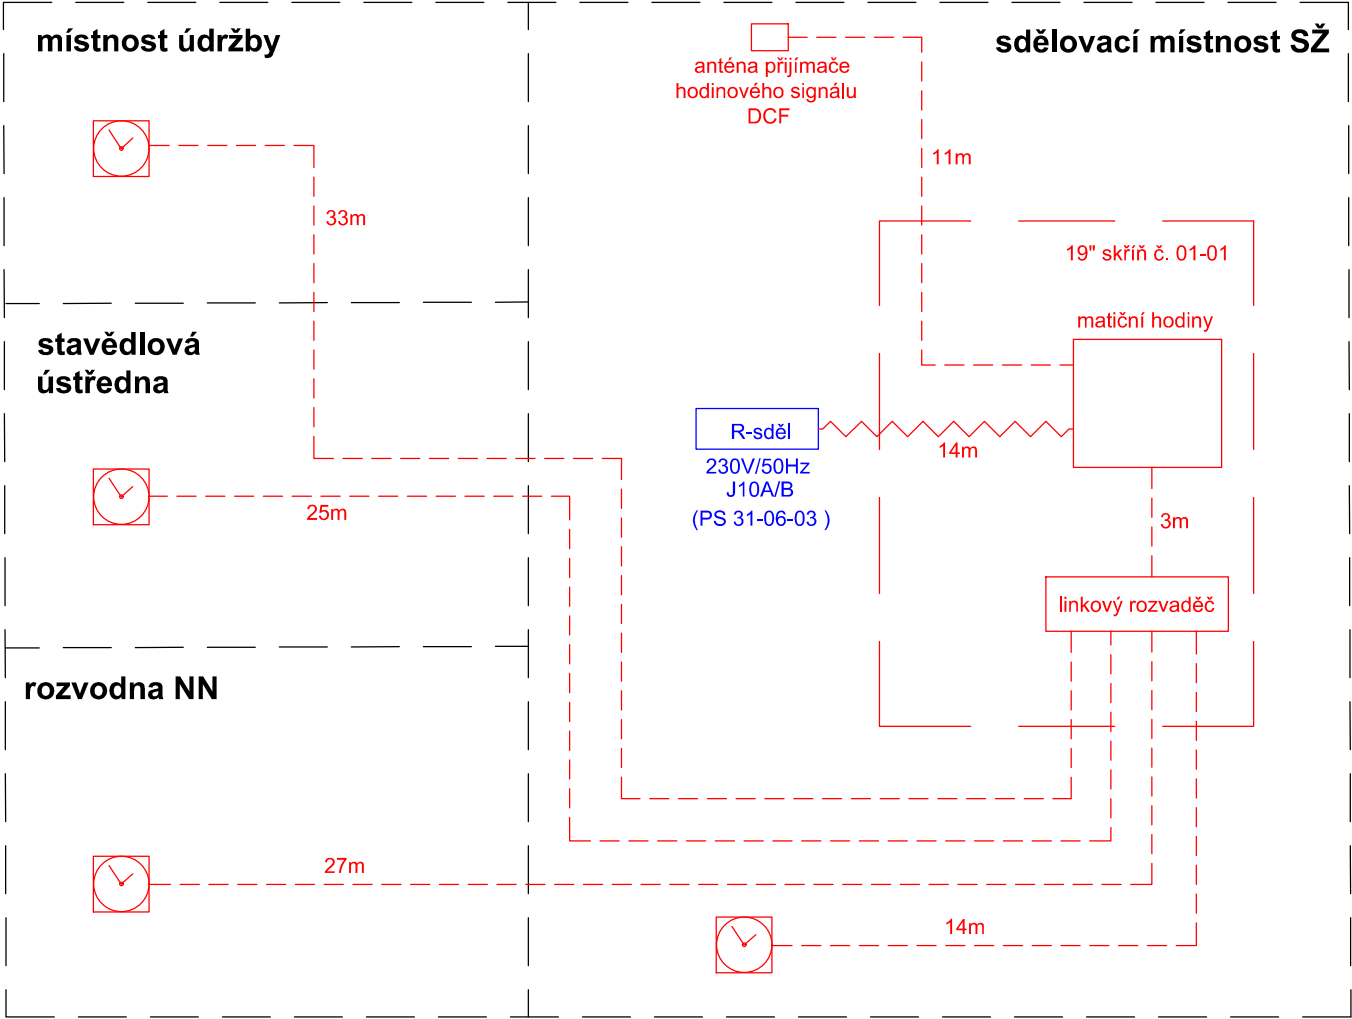 místnost údržby
sdělovací místnost SŽ
anténa přijímače
hodinového signálu
DCF
11m
33m
19" skříň č. 01-01
matiční hodiny
stavědlová
ústředna
R-sděl
14m
230V/50Hz
J10A/B
(PS 31-06-03 )
25m
3m
linkový rozvaděč
rozvodna NN
27m
14m